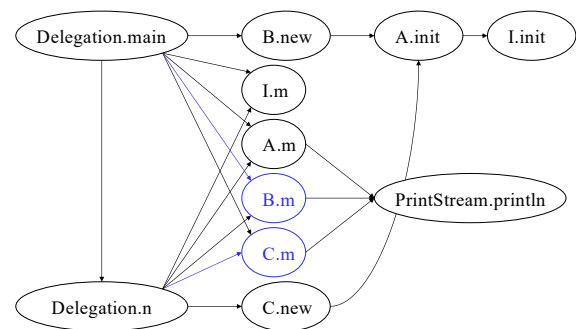 Delegation.main
B.new
A.init
I.init
I.m
A.m
B.m
PrintStream.println
C.m
Delegation.n
C.new